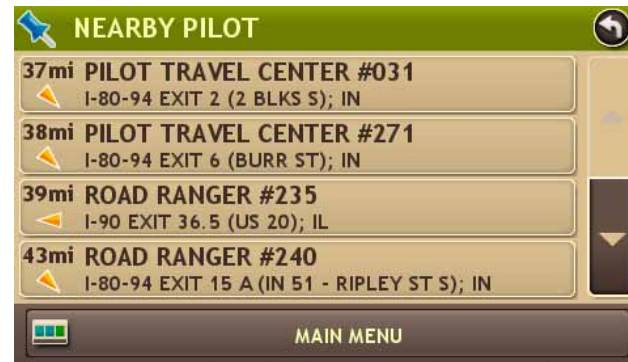 NEARBY PILOT
37mi PILOT TRAVEL CENTER #031
I-80-94 EXIT 2 (2 BLKS S); IN
38mi PILOT TRAVEL CENTER #271
I-80-94 EXIT 6 (BURR ST); IN
39mi ROAD RANGER #235
I-90 EXIT 36.5 (US 20); IL
43mi ROAD RANGER #240
I-80-94 EXIT 15 A (IN 51 - RIPLEY ST S); IN
MAIN MENU